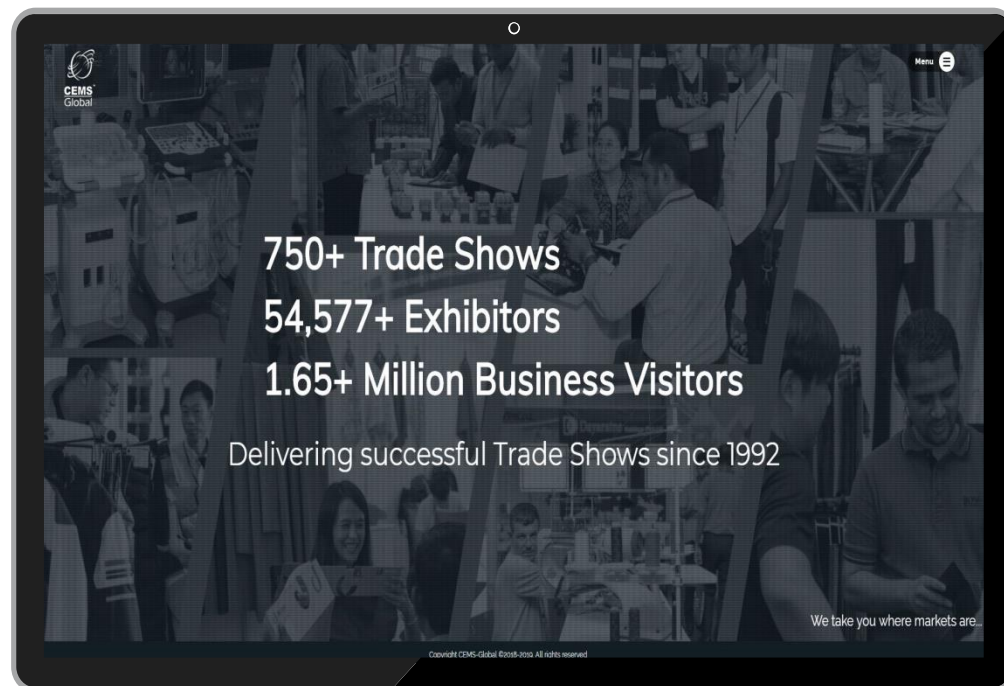 CEMS
Global
Menu
750+ Trade Shows
54,577+ Exhibitors
1.65+ Million Business Visitors
Delivering successful Trade Shows since 1992
We take you where markets are...
Copyright CEMS-Global ©2018-2019. All rights reserved